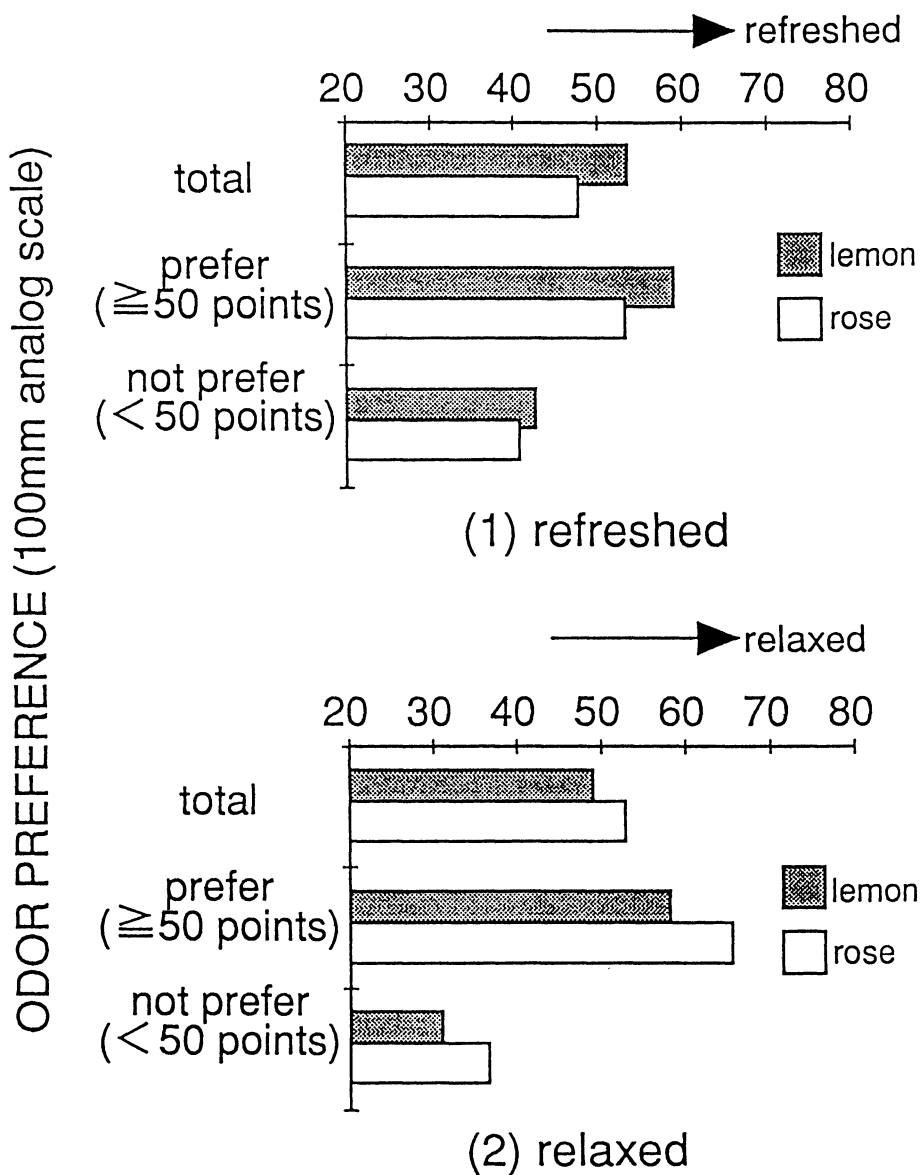 ODOR PREFERENCE (100mm analog scale)
refreshed
20 30 40 50 60 70 80
total
prefer
(≧50 points)
not prefer
(<50 points)
lemon
rose
(1) refreshed
relaxed
20 30 40 50 60 70 80
total
prefer
(≧50 points)
not prefer
(<50 points)
lemon
rose
(2) relaxed